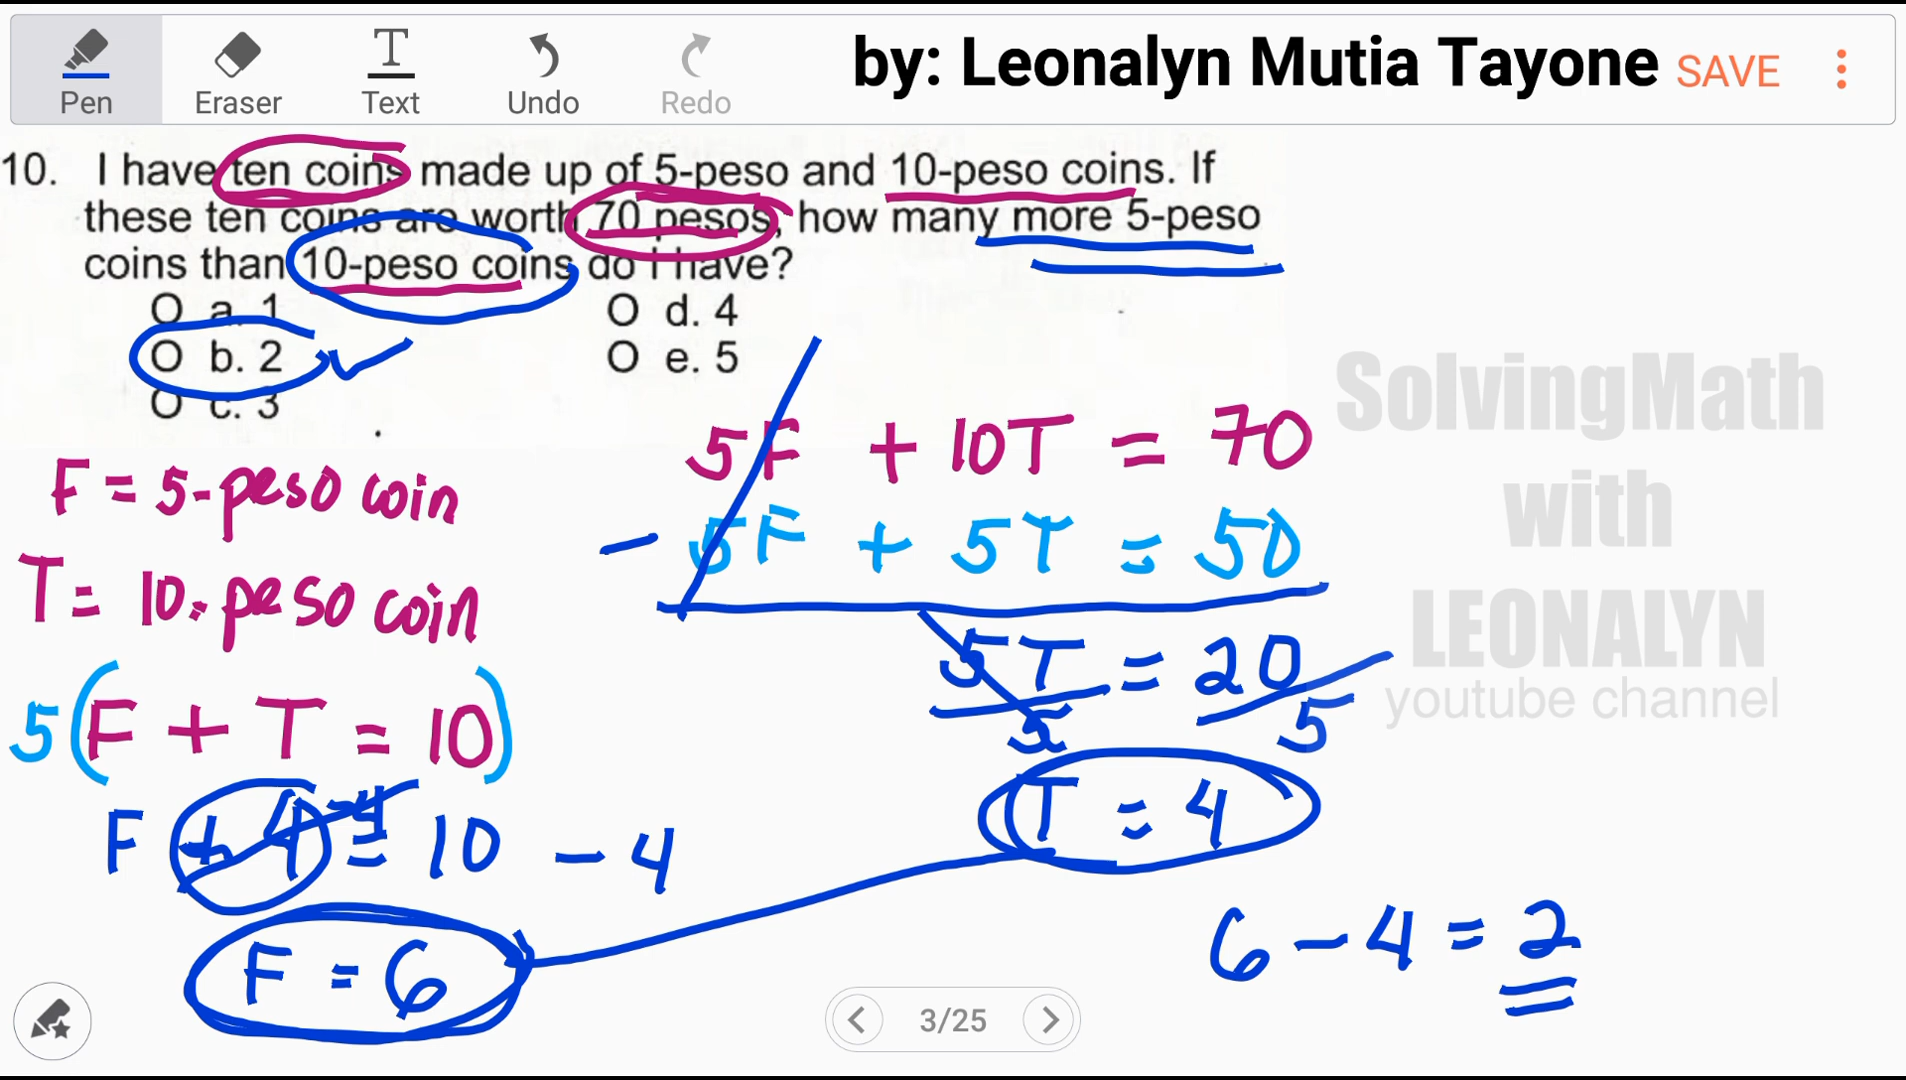 Pen Eraser Text Undo Redo by: Leonalyn Mutia Tayone SAVE
10. I have ten coins made up of 5-peso and 10-peso coins. If
these ten coins are worth 70 pesos, how many more 5-peso
coins than 10-peso coins do I have?
O a. 1
O b. 2
O c. 3
O d. 4
O e. 5
SolvingMath
with
LEONALYN
youtube channel
F = 5-peso coin
T = 10-peso coin
5(F + T = 10)
F + 4 - 4 = 10 - 4
F = 6
5F + 10T = 70
- 5F + 5T = 50
5T = 20
5 5
T = 4
6 - 4 = 2
3/25